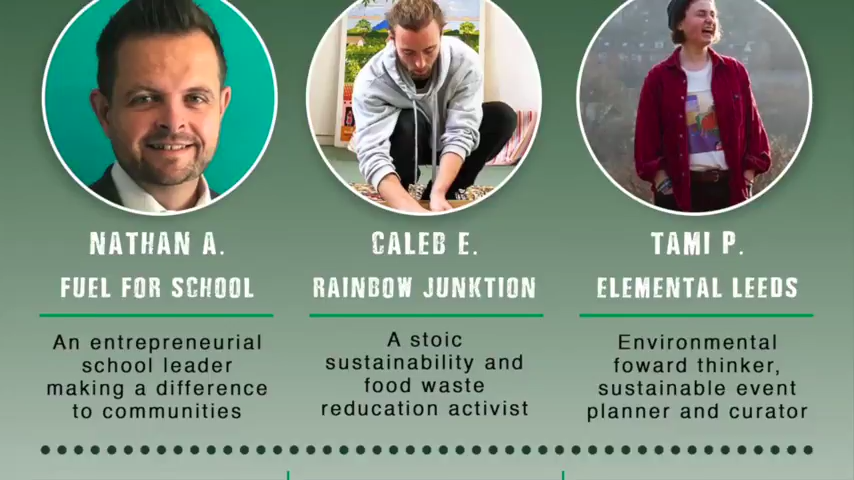 NATHAN A.
FUEL FOR SCHOOL
An entrepreneurial
school leader
making a difference
to communities
CALEB E.
RAINBOW JUNKTION
A stoic
sustainability and
food waste
reducation activist
TAMI P.
ELEMENTAL LEEDS
Environmental
foward thinker,
sustainable event
planner and curator